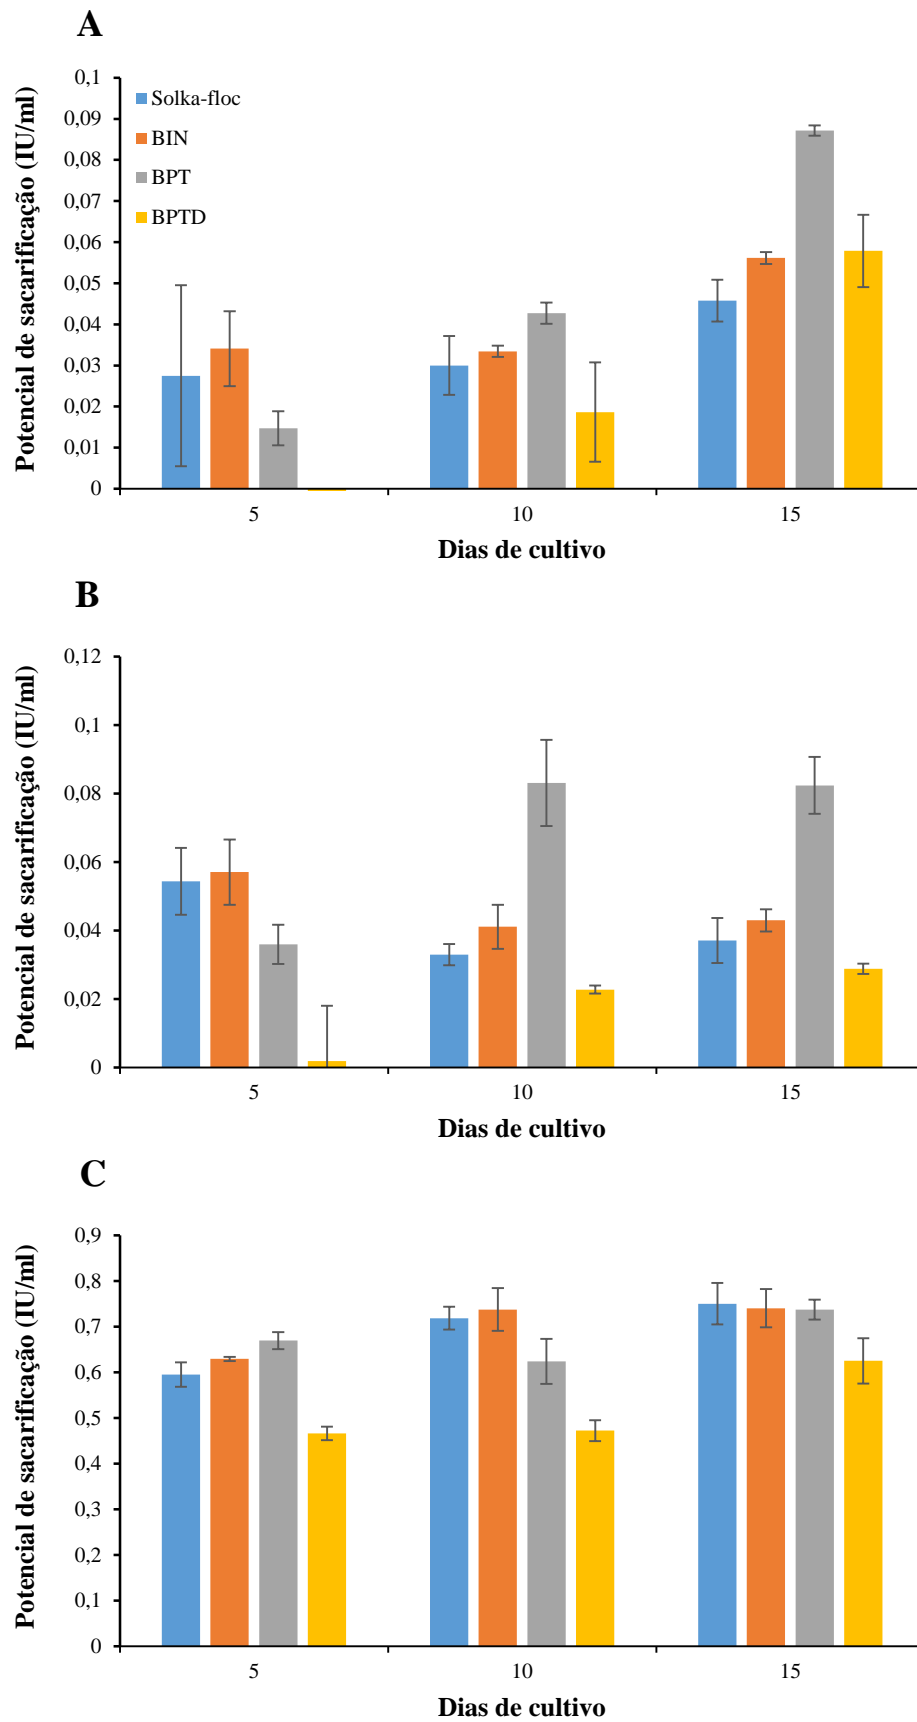 A
Potencial de sacarificação (IU/ml)
0,1
0,09
0,08
0,07
0,06
0,05
0,04
0,03
0,02
0,01
0
Solka-floc
BIN
BPT
BPTD
5
10
15
Dias de cultivo
B
Potencial de sacarificação (IU/ml)
0,12
0,1
0,08
0,06
0,04
0,02
0
5
10
15
Dias de cultivo
C
Potencial de sacarificação (IU/ml)
0,9
0,8
0,7
0,6
0,5
0,4
0,3
0,2
0,1
0
5
10
15
Dias de cultivo